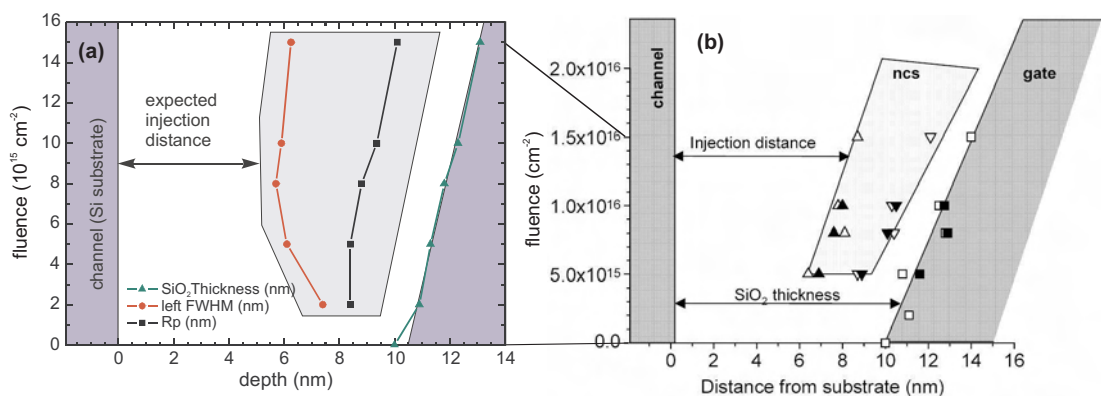 (a)
16
14
12
10
8
6
4
2
0
fluence (10¹⁵ cm⁻²)
channel (Si substrate)
expected
injection
distance
SiO₂Thickness (nm)
left FWHM (nm)
Rp (nm)
0
2
4
6
8
10
12
14
depth (nm)
(b)
channel
ncs
gate
2.0x10¹⁶
1.5x10¹⁶
1.0x10¹⁶
5.0x10¹⁵
0.0
fluence (cm⁻²)
Injection distance
SiO₂ thickness
0
2
4
6
8
10
12
14
16
Distance from substrate (nm)